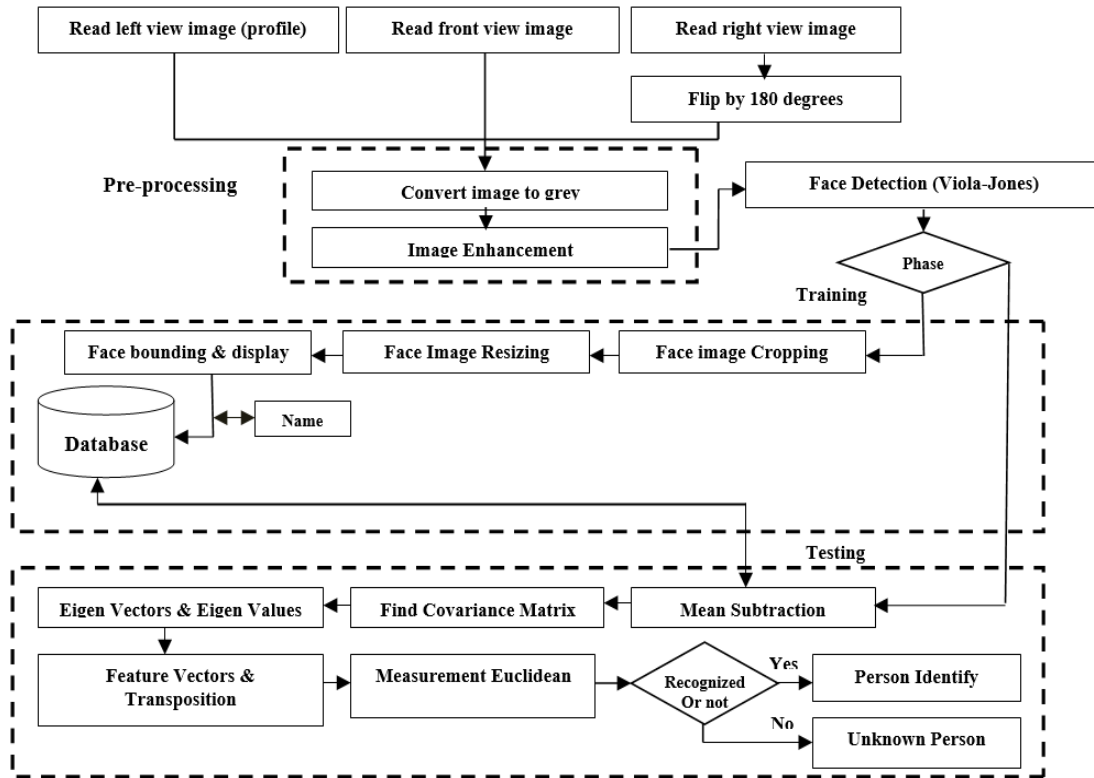 Read left view image (profile)
Read front view image
Read right view image
Flip by 180 degrees
Pre-processing
Convert image to grey
Image Enhancement
Face Detection (Viola-Jones)
Phase
Training
Face bounding & display
Face Image Resizing
Face image Cropping
Name
Database
Testing
Eigen Vectors & Eigen Values
Find Covariance Matrix
Mean Subtraction
Feature Vectors &
Transposition
Measurement Euclidean
Recognized
Or not
Yes
Person Identify
No
Unknown Person